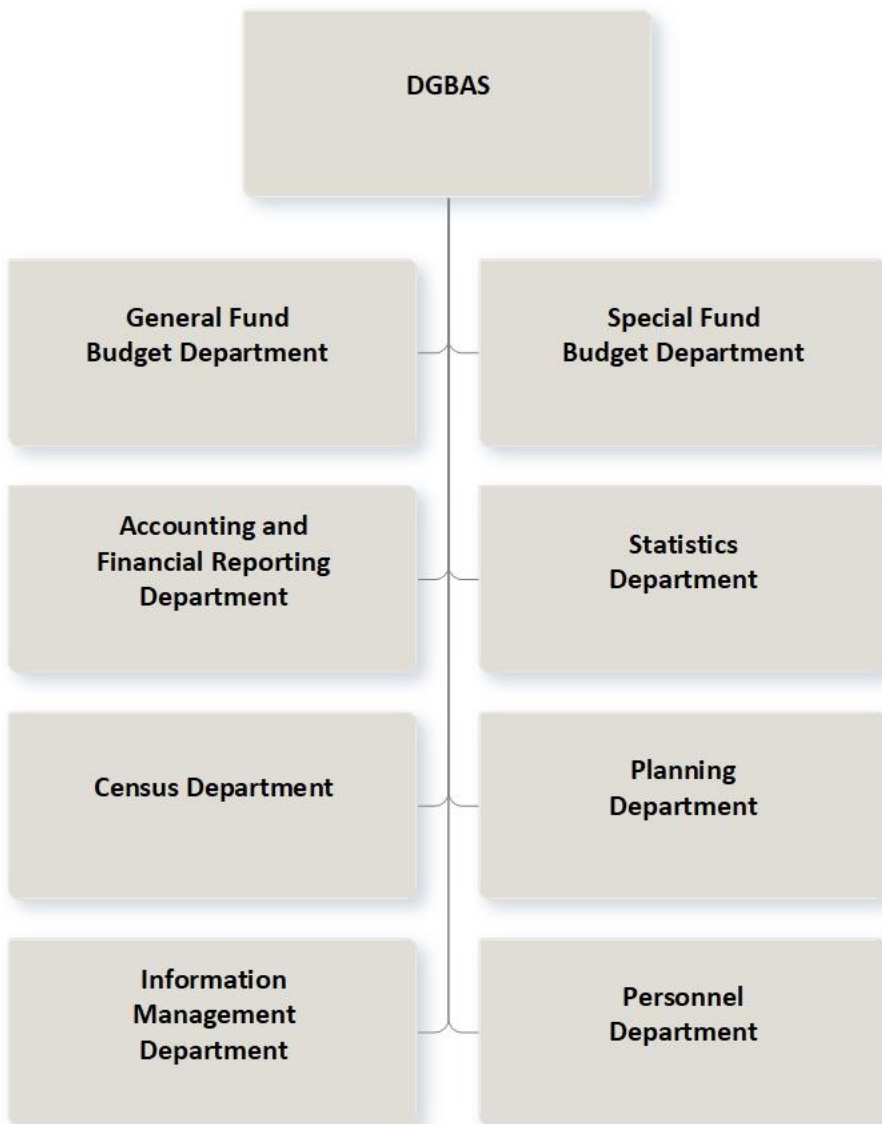 DGBAS
General Fund
Budget Department
Special Fund
Budget Department
Accounting and
Financial Reporting
Department
Statistics
Department
Census Department
Planning
Department
Information
Management
Department
Personnel
Department